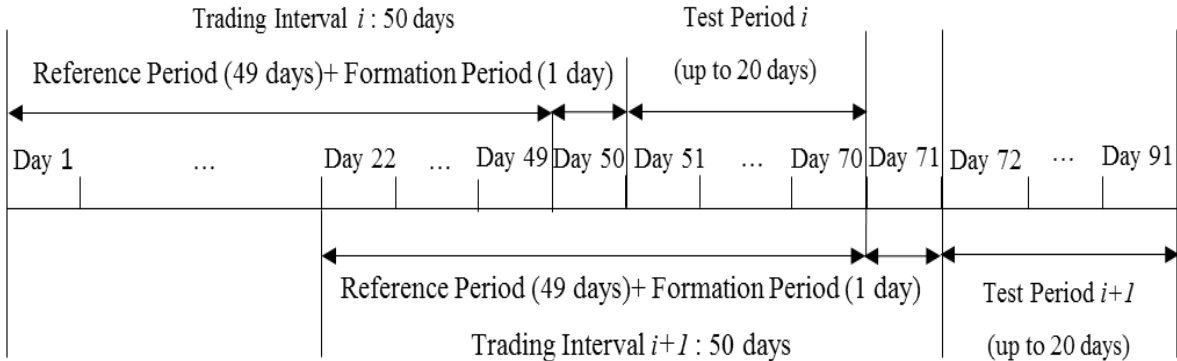 Trading Interval i : 50 days
Test Period i
Reference Period (49 days)+ Formation Period (1 day)
(up to 20 days)
Day 1 ... Day 22 ... Day 49 Day 50 Day 51 ... Day 70 Day 71 Day 72 ... Day 91
Reference Period (49 days)+ Formation Period (1 day)
Test Period i+1
Trading Interval i+1 : 50 days
(up to 20 days)